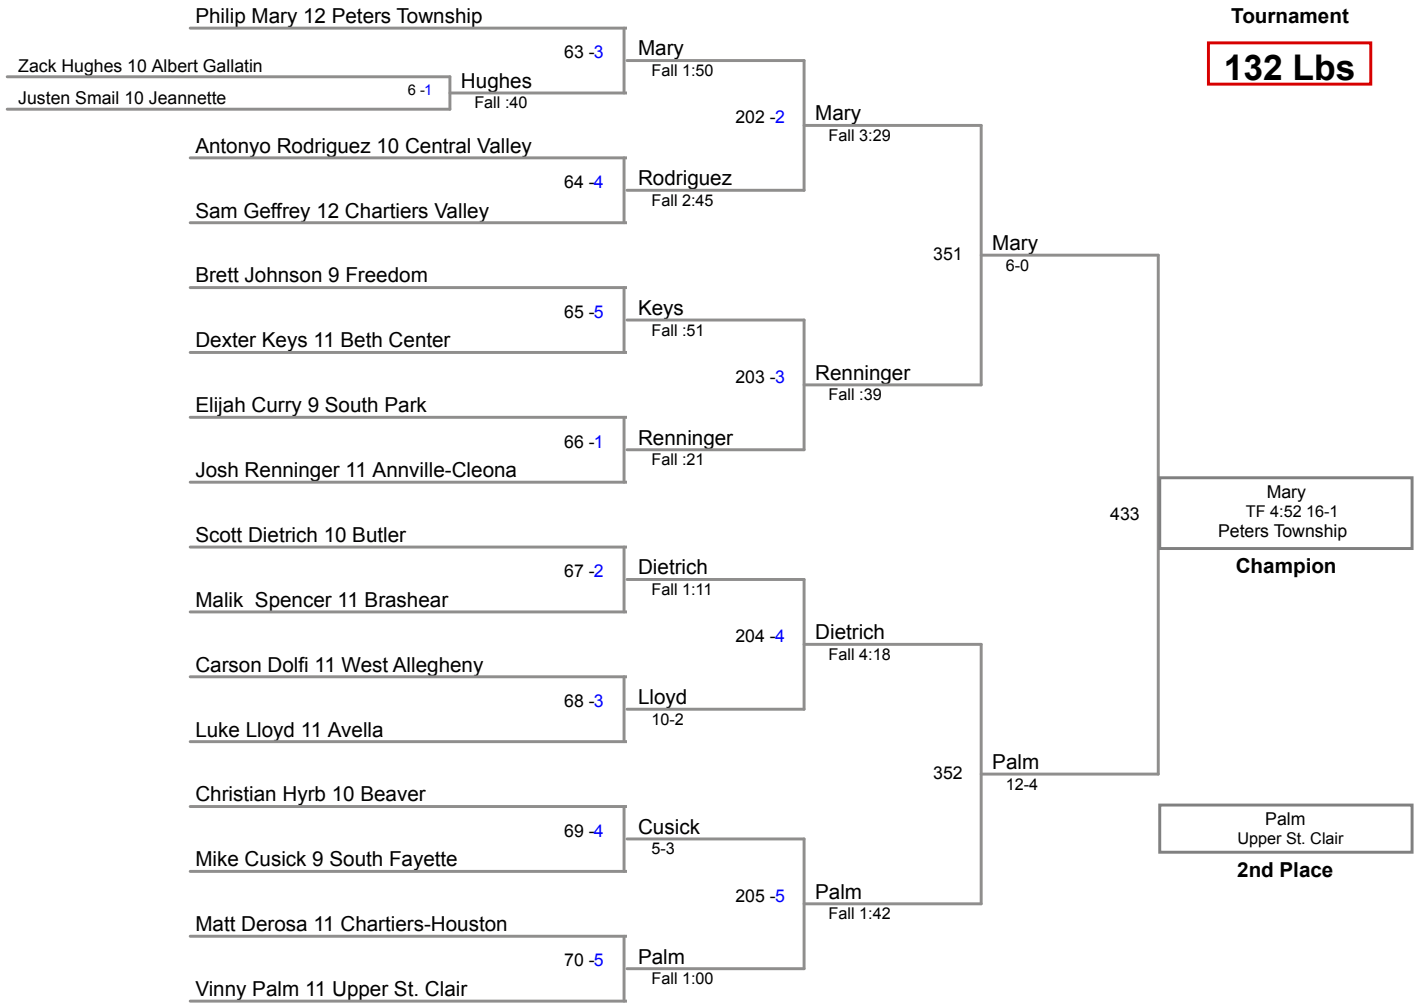 Philip Mary 12 Peters Township
Tournament
132 Lbs
63 -3
Mary
Fall 1:50
Zack Hughes 10 Albert Gallatin
Justen Smail 10 Jeannette
6 -1
Hughes
Fall :40
202 -2
Mary
Fall 3:29
Antonyo Rodriguez 10 Central Valley
64 -4
Rodriguez
Fall 2:45
Sam Geffrey 12 Chartiers Valley
351
Mary
6-0
Brett Johnson 9 Freedom
65 -5
Keys
Fall :51
Dexter Keys 11 Beth Center
203 -3
Renninger
Fall :39
Elijah Curry 9 South Park
66 -1
Renninger
Fall :21
Josh Renninger 11 Annville-Cleona
433
Mary
TF 4:52 16-1
Peters Township
Champion
Scott Dietrich 10 Butler
67 -2
Dietrich
Fall 1:11
Malik  Spencer 11 Brashear
204 -4
Dietrich
Fall 4:18
Carson Dolfi 11 West Allegheny
68 -3
Lloyd
10-2
Luke Lloyd 11 Avella
352
Palm
12-4
Christian Hyrb 10 Beaver
69 -4
Cusick
5-3
Mike Cusick 9 South Fayette
Palm
Upper St. Clair
2nd Place
205 -5
Palm
Fall 1:42
Matt Derosa 11 Chartiers-Houston
70 -5
Palm
Fall 1:00
Vinny Palm 11 Upper St. Clair